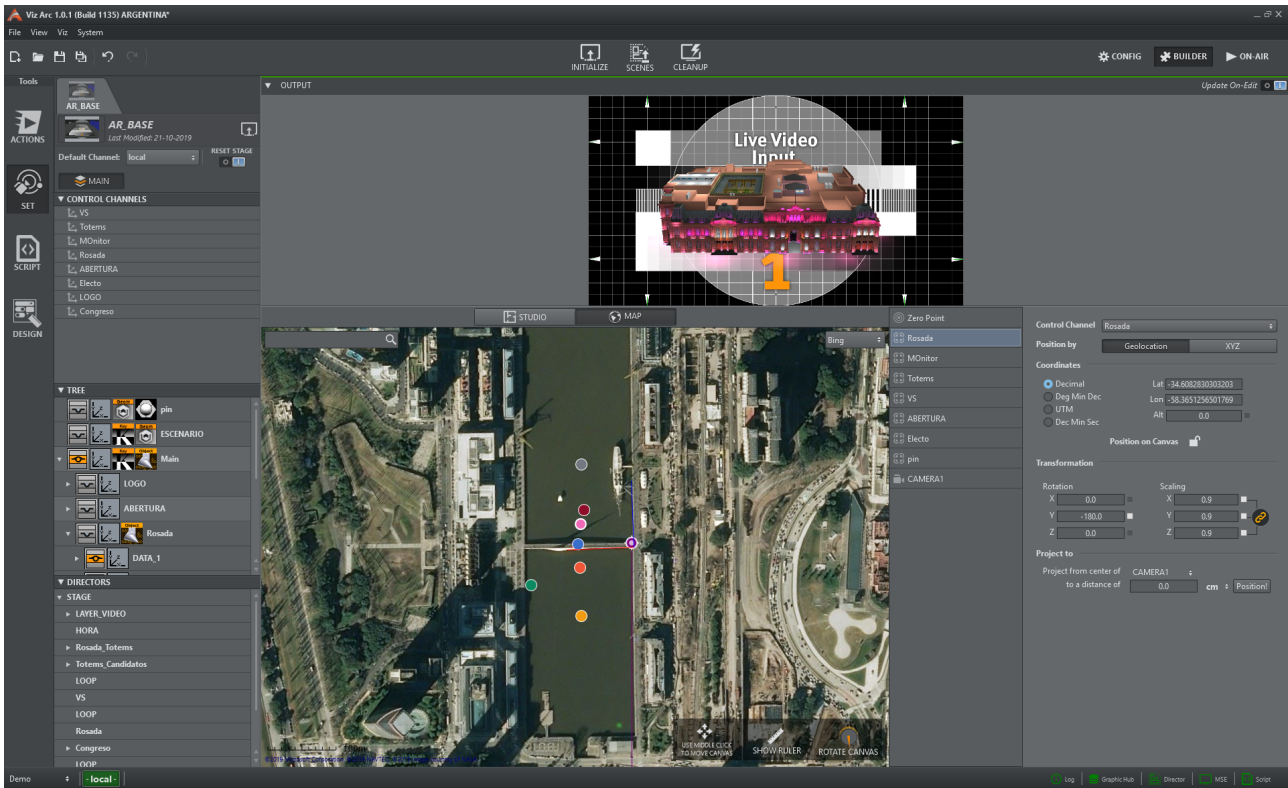 Viz Arc 1.0.1 (Build 1135) ARGENTINA*
File View Viz System
INITIALIZE SCENES CLEANUP
CONFIG BUILDER ON-AIR
Tools
ACTIONS
SET
SCRIPT
DESIGN
AR_BASE
AR_BASE
Last Modified: 21-10-2019
Default Channel: local
RESET STAGE
MAIN
CONTROL CHANNELS
VS
Totems
MOnitor
Rosada
ABERTURA
Electo
LOGO
Congreso
TREE
pin
ESCENARIO
Main
LOGO
ABERTURA
Rosada
DATA_1
DIRECTORS
STAGE
LAYER_VIDEO
HORA
Rosada_Totems
Totems_Candidatos
LOOP
VS
LOOP
Rosada
Congreso
LOOP
OUTPUT
Update On-Edit
Live Video
Input
1
STUDIO MAP
Bing
USE MIDDLE CLICK
TO MOVE CANVAS
SHOW RULER
ROTATE CANVAS
Zero Point
Rosada
MOnitor
Totems
VS
ABERTURA
Electo
pin
CAMERA1
Control Channel Rosada
Position by Geolocation XYZ
Coordinates
Decimal Lat -34.6082830303203
Deg Min Dec Lon -58.3651256501769
UTM Alt 0.0
Dec Min Sec
Position on Canvas
Transformation
Rotation Scaling
X 0.0 X 0.9
Y -180.0 Y 0.9
Z 0.0 Z 0.9
Project to
Project from center of CAMERA1
to a distance of 0.0 cm Position!
Demo -local-
Log Graphic Hub Director MSE Script